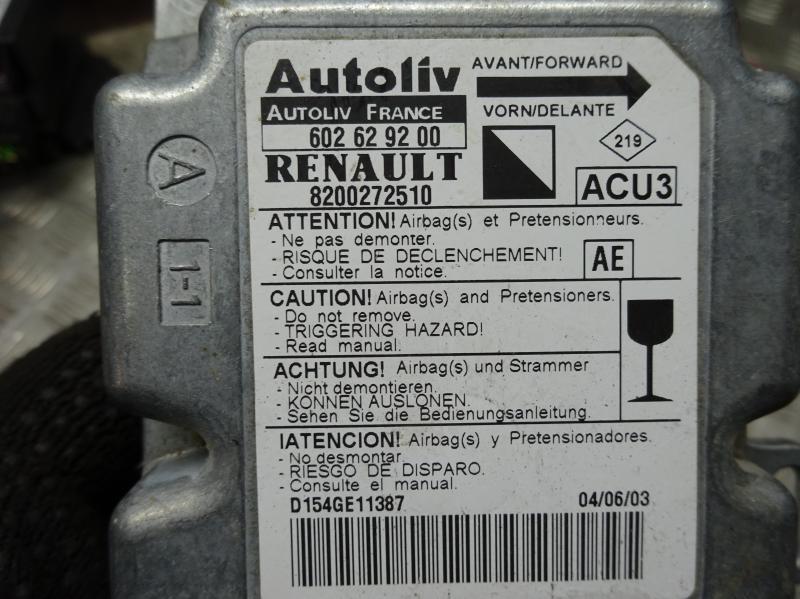 Autoliv
AVANT/FORWARD
AUTOLIV FRANCE
VORN/DELANTE
602 62 92 00
219
RENAULT
8200272510
ACU3
ATTENTION! Airbag(s) et Pretensionneurs.
- Ne pas demonter.
- RISQUE DE DECLENCHEMENT!
- Consulter la notice.
AE
CAUTION! Airbag(s) and Pretensioners.
- Do not remove.
- TRIGGERING HAZARD!
- Read manual.
ACHTUNG! Airbag(s) und Strammer
- Nicht demontieren.
- KONNEN AUSLONEN.
- Sehen Sie die Bedienungsanleitung.
IATENCION! Airbag(s) y Pretensionadores.
- No desmontar.
- RIESGO DE DISPARO.
- Consulte el manual.
D154GE11387 04/06/03
A
1-1